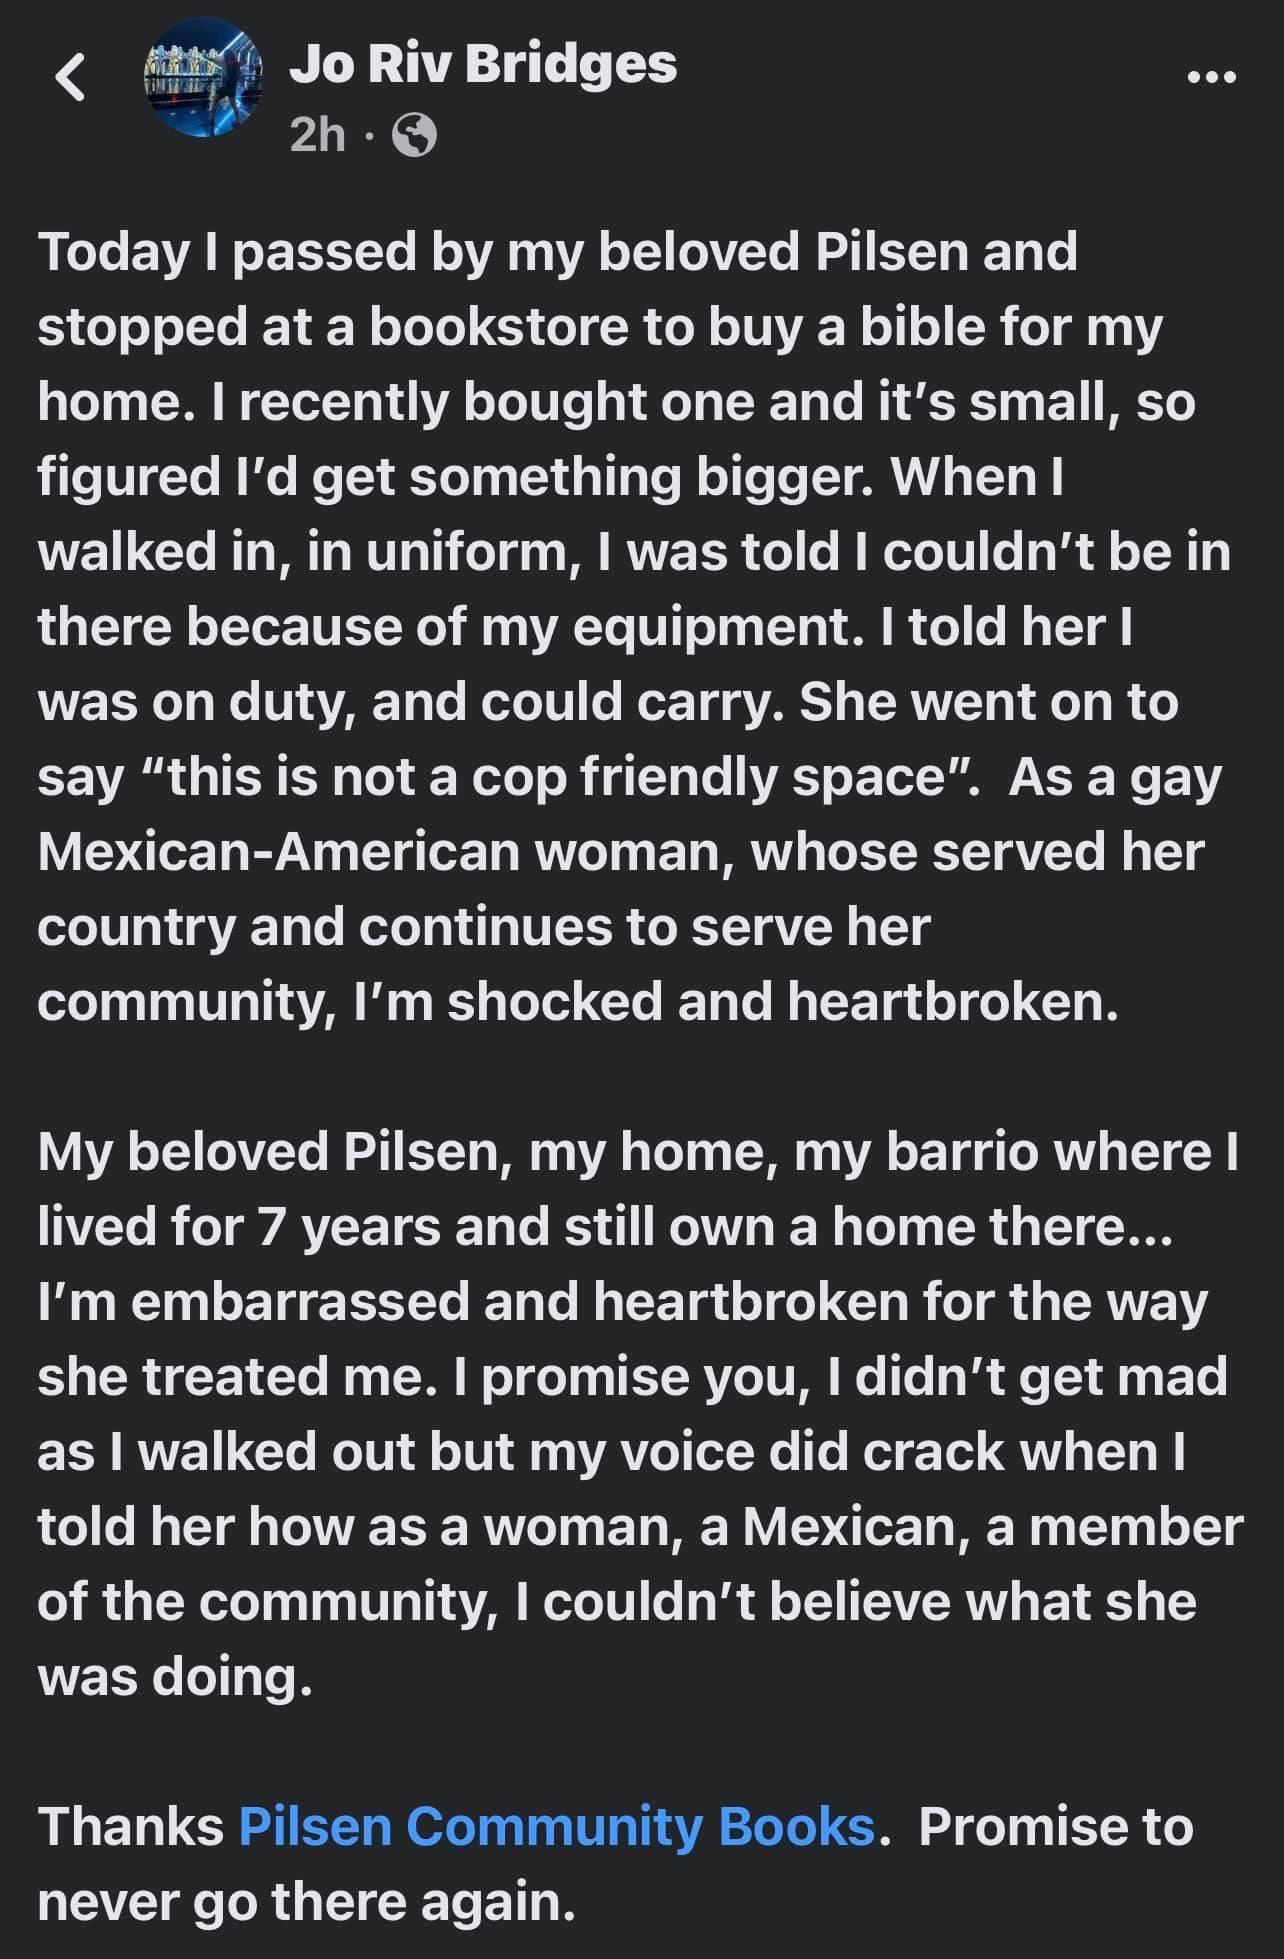 Jo Riv Bridges
2h ·
Today I passed by my beloved Pilsen and
stopped at a bookstore to buy a bible for my
home. I recently bought one and it’s small, so
figured I’d get something bigger. When I
walked in, in uniform, I was told I couldn’t be in
there because of my equipment. I told her I
was on duty, and could carry. She went on to
say “this is not a cop friendly space”.  As a gay
Mexican-American woman, whose served her
country and continues to serve her
community, I’m shocked and heartbroken.
My beloved Pilsen, my home, my barrio where I
lived for 7 years and still own a home there...
I’m embarrassed and heartbroken for the way
she treated me. I promise you, I didn’t get mad
as I walked out but my voice did crack when I
told her how as a woman, a Mexican, a member
of the community, I couldn’t believe what she
was doing.
Thanks Pilsen Community Books.  Promise to
never go there again.